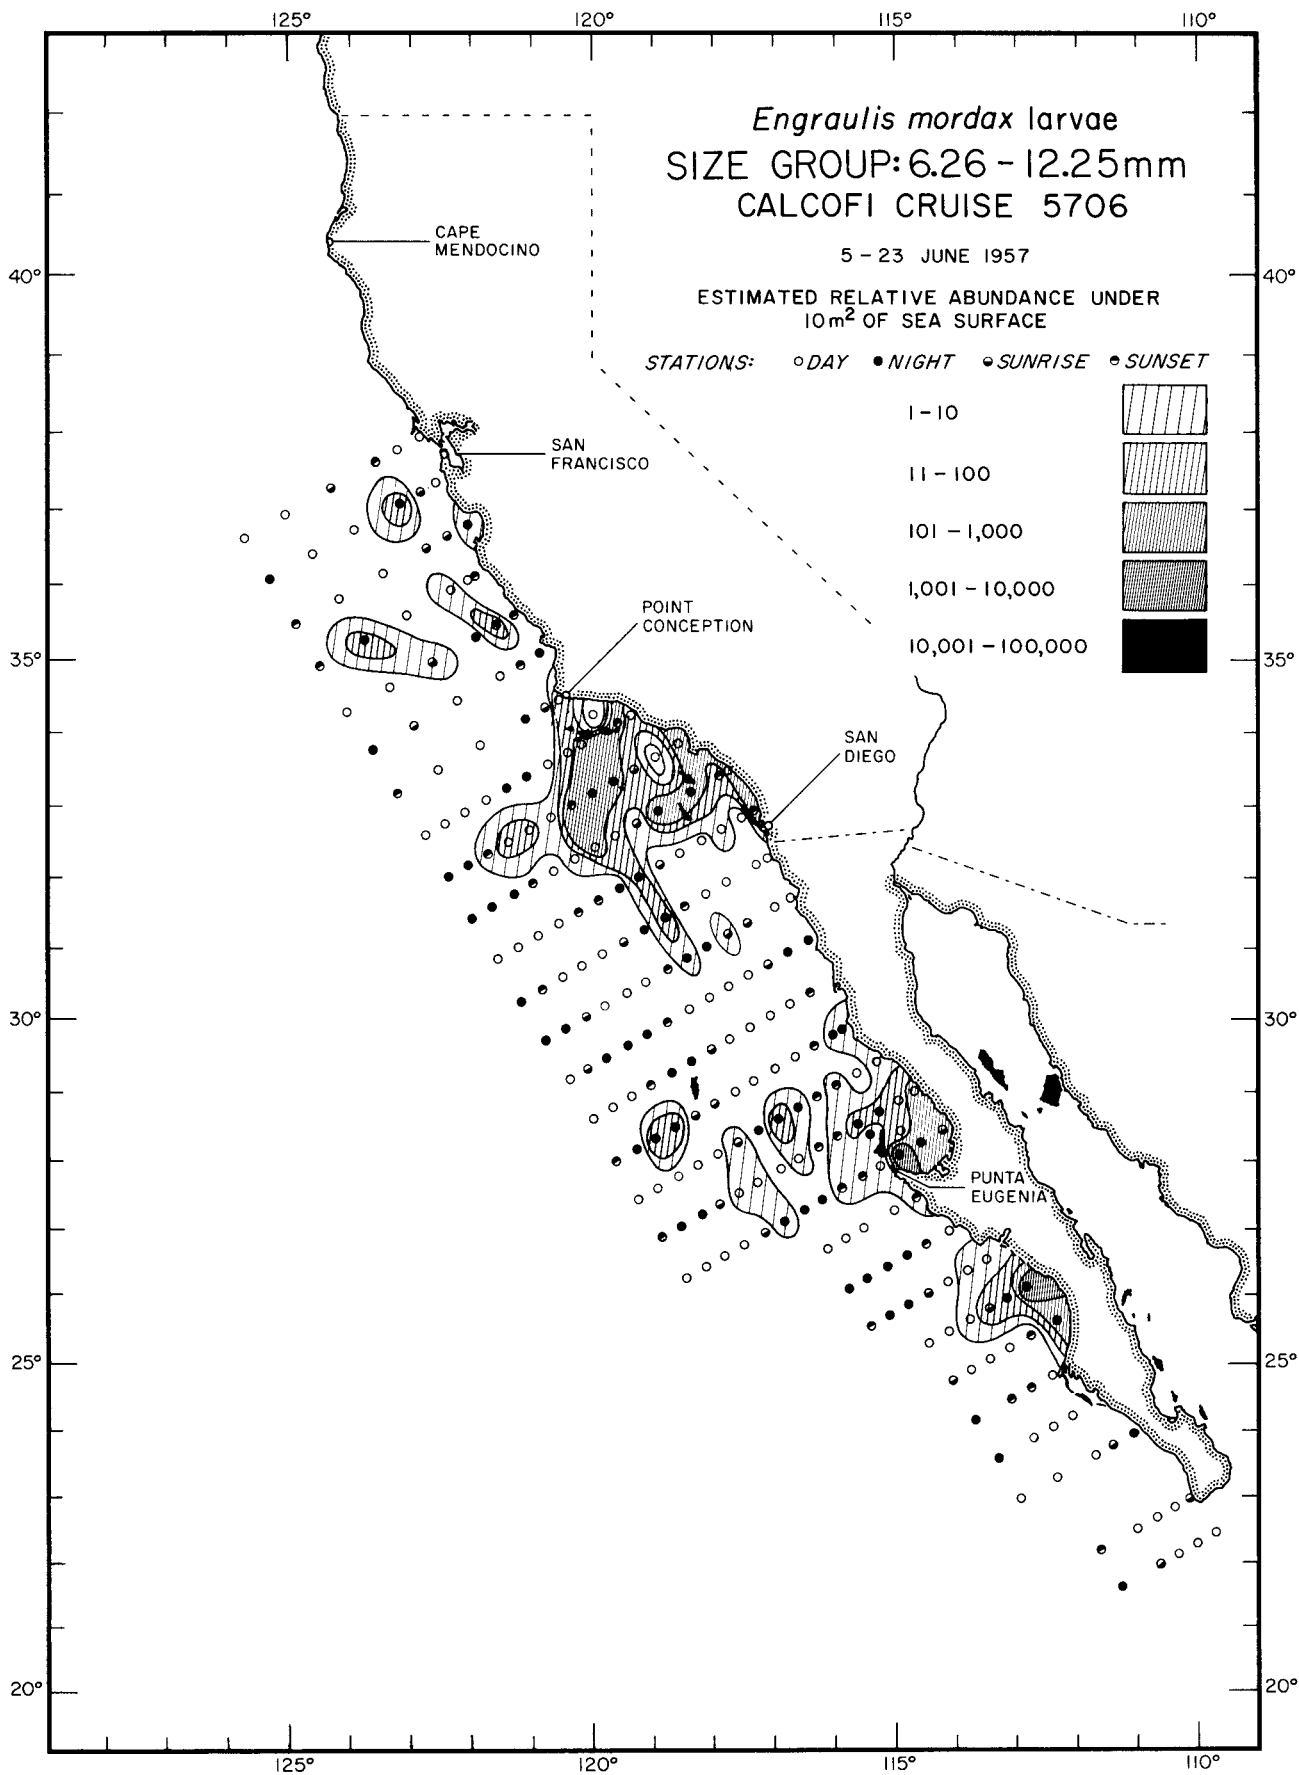 125° 120° 115° 110°
Engraulis mordax larvae
SIZE GROUP: 6.26 - 12.25mm
CALCOFI CRUISE 5706
5 - 23 JUNE 1957
ESTIMATED RELATIVE ABUNDANCE UNDER
10m² OF SEA SURFACE
STATIONS: ○ DAY ● NIGHT SUNRISE SUNSET
1 - 10
11 - 100
101 - 1,000
1,001 - 10,000
10,001 - 100,000
CAPE
MENDOCINO
40° 40°
SAN
FRANCISCO
POINT
CONCEPTION
35° 35°
SAN
DIEGO
30° 30°
PUNTA
EUGENIA
25° 25°
20° 20°
125° 120° 115° 110°